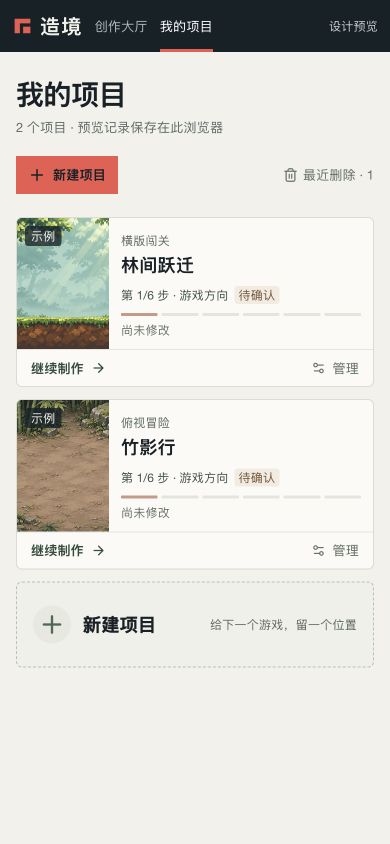 造境 创作大厅 我的项目 设计预览
我的项目
2 个项目 · 预览记录保存在此浏览器
新建项目 最近删除 · 1
示例
横版闯关
林间跃迁
第 1/6 步 · 游戏方向 待确认
尚未修改
继续制作 → 管理
示例
俯视冒险
竹影行
第 1/6 步 · 游戏方向 待确认
尚未修改
继续制作 → 管理
新建项目 给下一个游戏，留一个位置